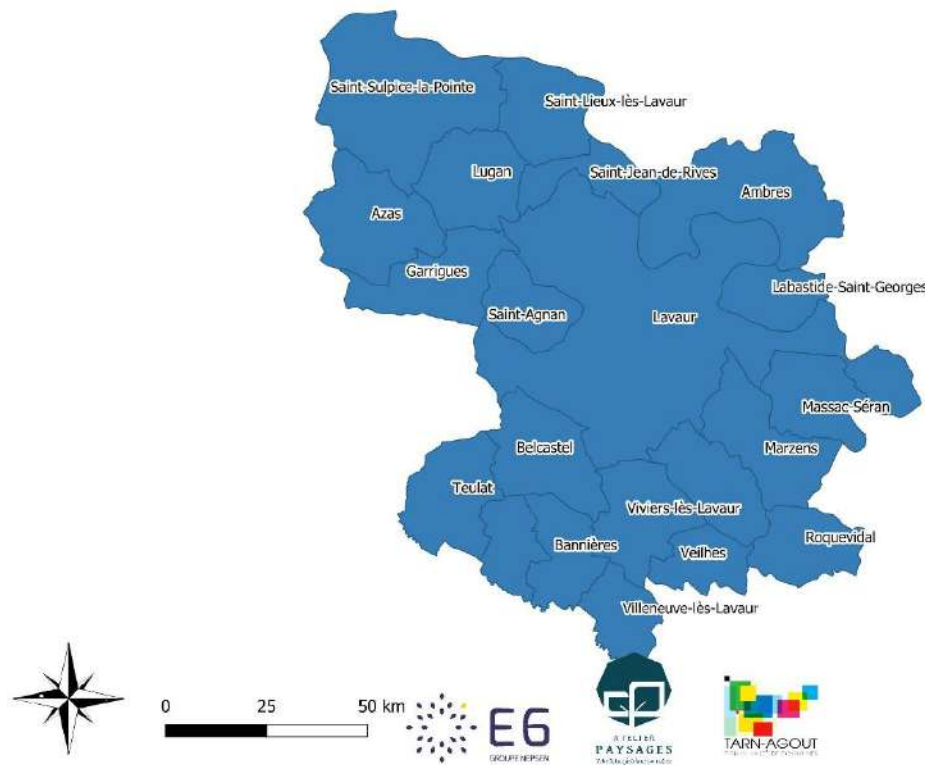 Saint-Sulpice-la-Pointe
Saint-Lieux-lès-Lavaur
Lugan
Saint-Jean-de-Rives
Ambres
Azas
Garrigues
Labastide-Saint-Georges
Saint-Agnan
Lavaur
Massac-Séran
Belcastel
Marzens
Teulat
Viviers-lès-Lavaur
Bannières
Veilhes
Roquevidal
Villeneuve-lès-Lavaur
0 25 50 km
E6
GROUPE NEPSEN
ATELIER
PAYSAGES
TARN-AGOUT